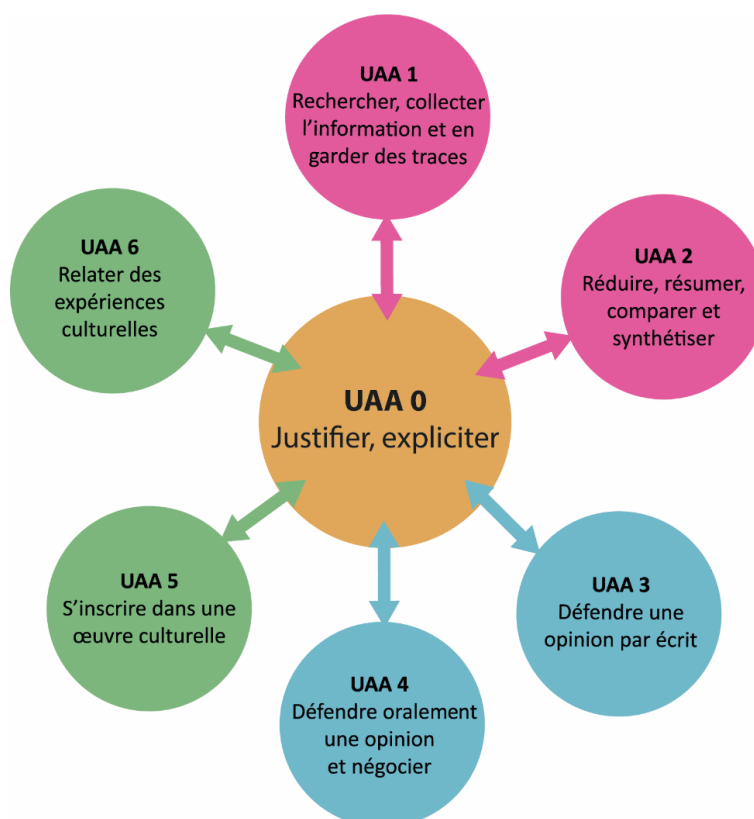 UAA 1
Rechercher, collecter
l’information et en
garder des traces
UAA 6
Relater des
expériences
culturelles
UAA 2
Réduire, résumer,
comparer et
synthétiser
UAA 0
Justifier, expliciter
UAA 5
S’inscrire dans une
œuvre culturelle
UAA 3
Défendre une
opinion par écrit
UAA 4
Défendre oralement
une opinion
et négocier